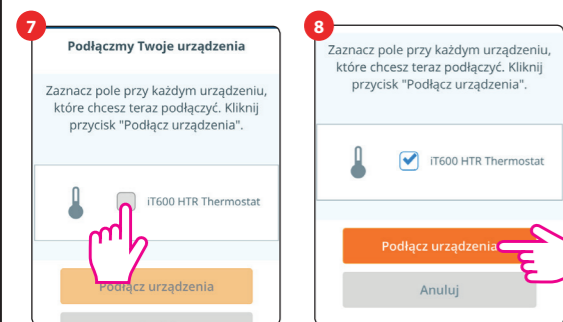 7
Podłączmy Twoje urządzenia
Zaznacz pole przy każdym urządzeniu,
które chcesz teraz podłączyć. Kliknij
przycisk "Podłącz urządzenia".
iT600 HTR Thermostat
Podłącz urządzenia
8
Zaznacz pole przy każdym urządzeniu,
które chcesz teraz podłączyć. Kliknij
przycisk "Podłącz urządzenia".
iT600 HTR Thermostat
Podłącz urządzenia
Anuluj